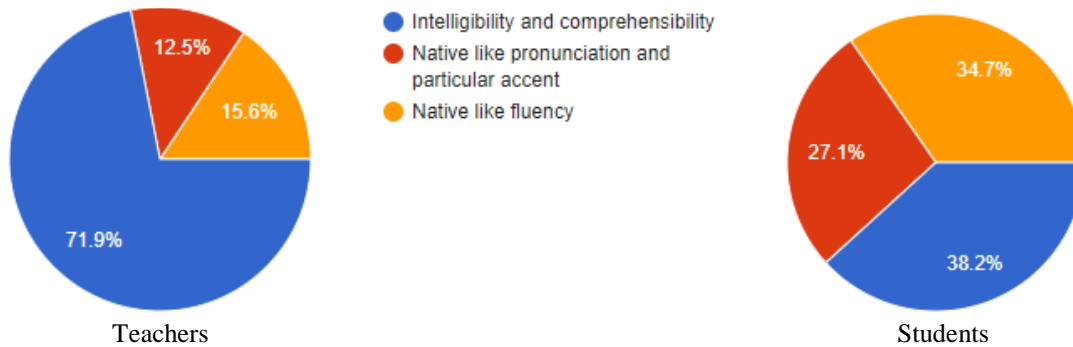 12.5%
15.6%
71.9%
Teachers
Intelligibility and comprehensibility
Native like pronunciation and
particular accent
Native like fluency
34.7%
27.1%
38.2%
Students